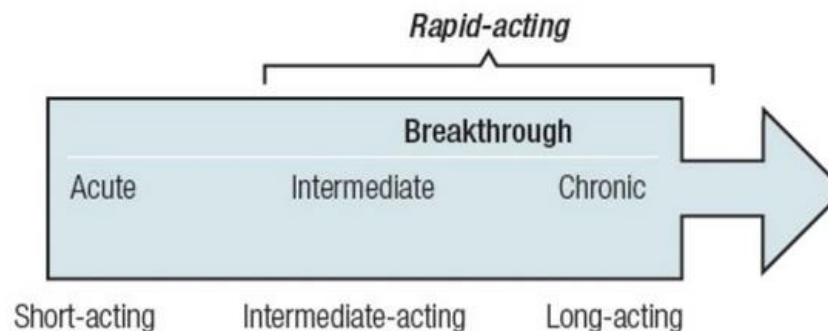 Rapid-acting
Breakthrough
Acute Intermediate Chronic
Short-acting Intermediate-acting Long-acting